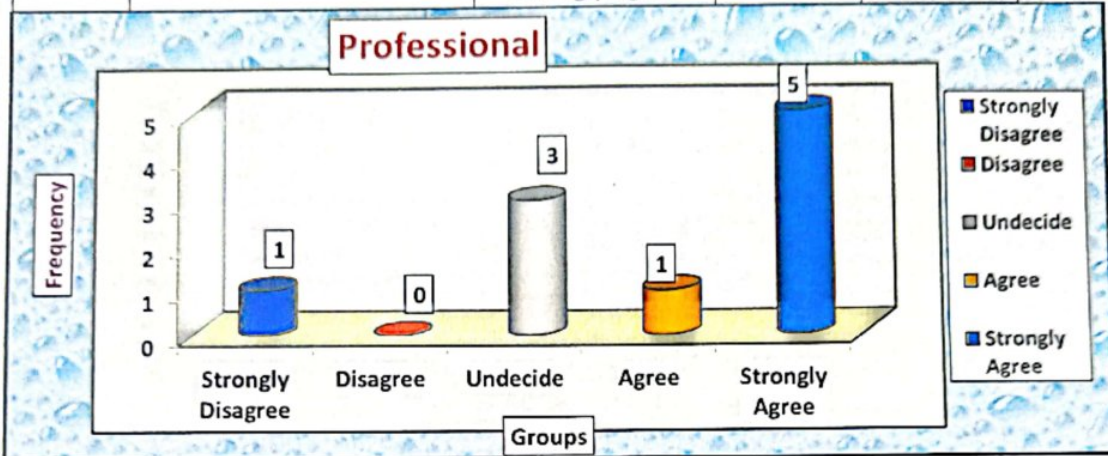 Professional
5
4
3
2
1
0
Frequency
1
0
3
1
5
Strongly
Disagree
Disagree
Undecide
Agree
Strongly
Agree
Groups
Strongly
Disagree
Disagree
Undecide
Agree
Strongly
Agree